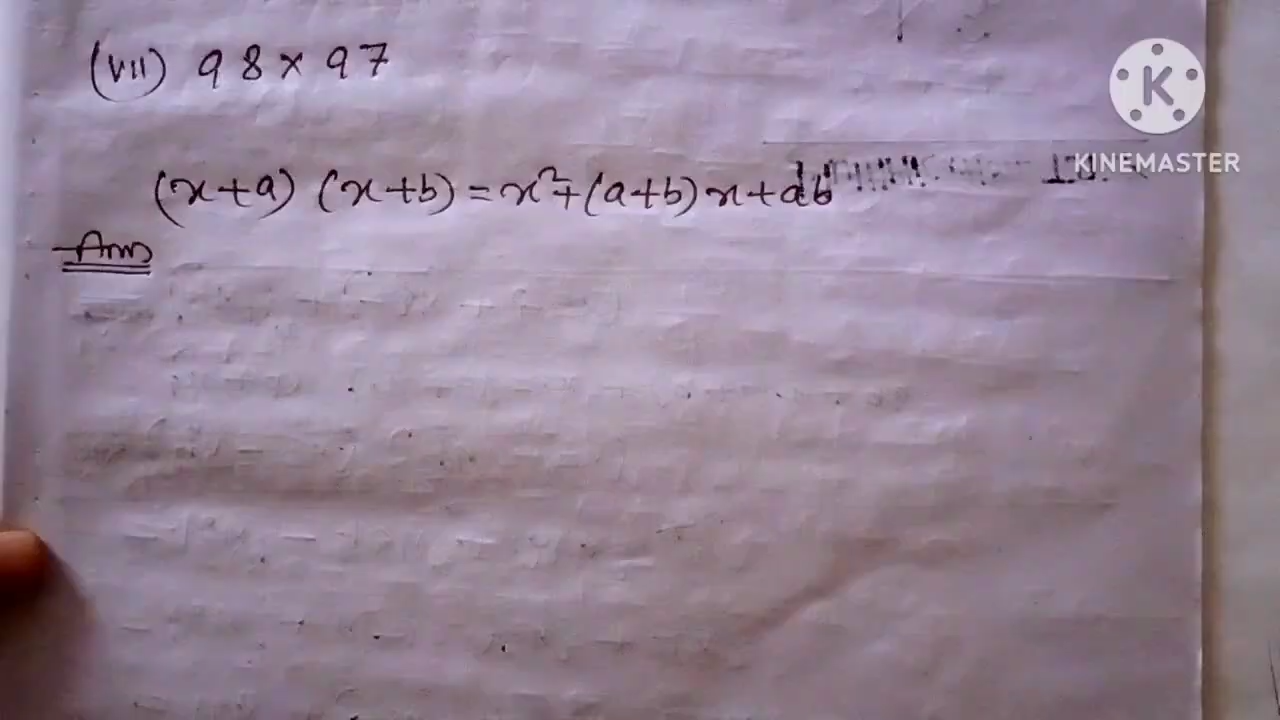 (VII) 98 × 97
K
KINEMASTER
(x+a) (x+b) = x²+(a+b)x+ab
Ans